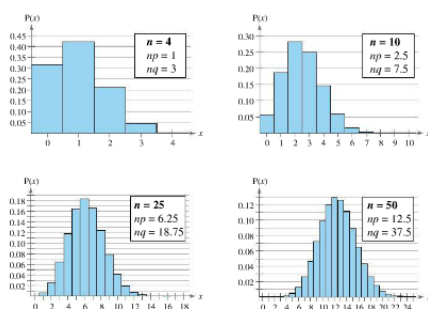 P(x)
0.45
0.40
0.35
0.30
0.25
0.20
0.15
0.10
0.05
n = 4
np = 1
nq = 3
0 1 2 3 4
x
P(x)
0.30
0.25
0.20
0.15
0.10
0.05
n = 10
np = 2.5
nq = 7.5
0 1 2 3 4 5 6 7 8 9 10
x
P(x)
0.18
0.16
0.14
0.12
0.10
0.08
0.06
0.04
0.02
n = 25
np = 6.25
nq = 18.75
0 2 4 6 8 10 12 14 16 18
x
P(x)
0.12
0.10
0.08
0.06
0.04
0.02
n = 50
np = 12.5
nq = 37.5
0 2 4 6 8 10 12 14 16 18 20 22 24
x